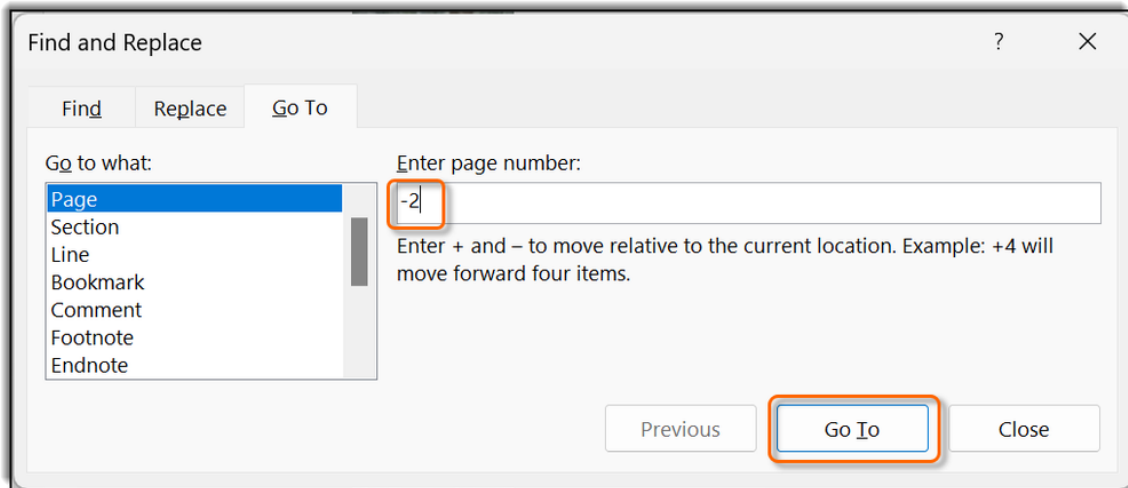 Find and Replace ?
Find Replace Go To
Go to what:
Page
Section
Line
Bookmark
Comment
Footnote
Endnote
Enter page number:
-2
Enter + and – to move relative to the current location. Example: +4 will
move forward four items.
Previous Go To Close